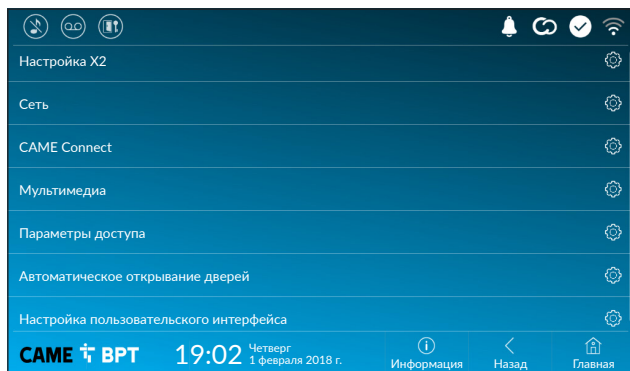 Настройка X2
Сеть
CAME Connect
Мультимедиа
Параметры доступа
Автоматическое открывание дверей
Настройка пользовательского интерфейса
CAME BPT
19:02
Четверг
1 февраля 2018 г.
Информация
Назад
Главная